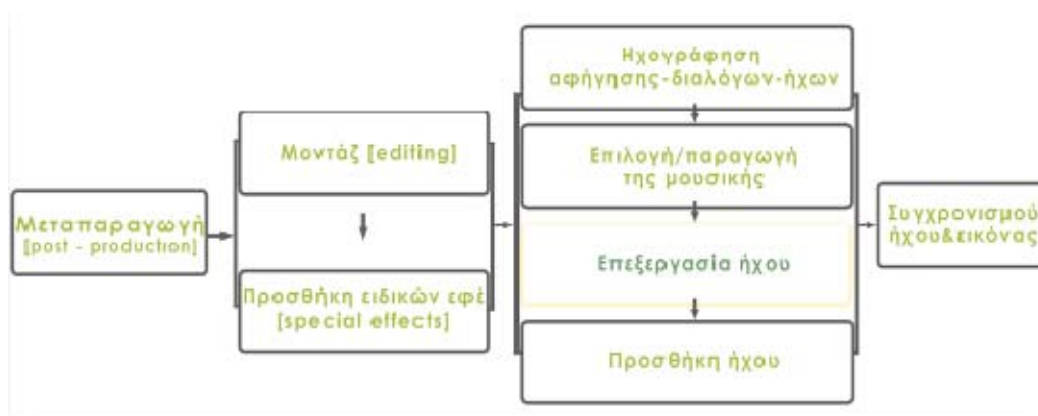 Μεταπαραγωγή
[post - production]
Μοντάζ [editing]
Προσθήκη ειδικών εφέ
[special effects]
Ηχογράφηση
αφήγησης-διαλόγων-ήχων
Επιλογή/παραγωγή
της μουσικής
Επεξεργασία ήχου
Προσθήκη ήχου
Συγχρονισμού
ήχου&εικόνας